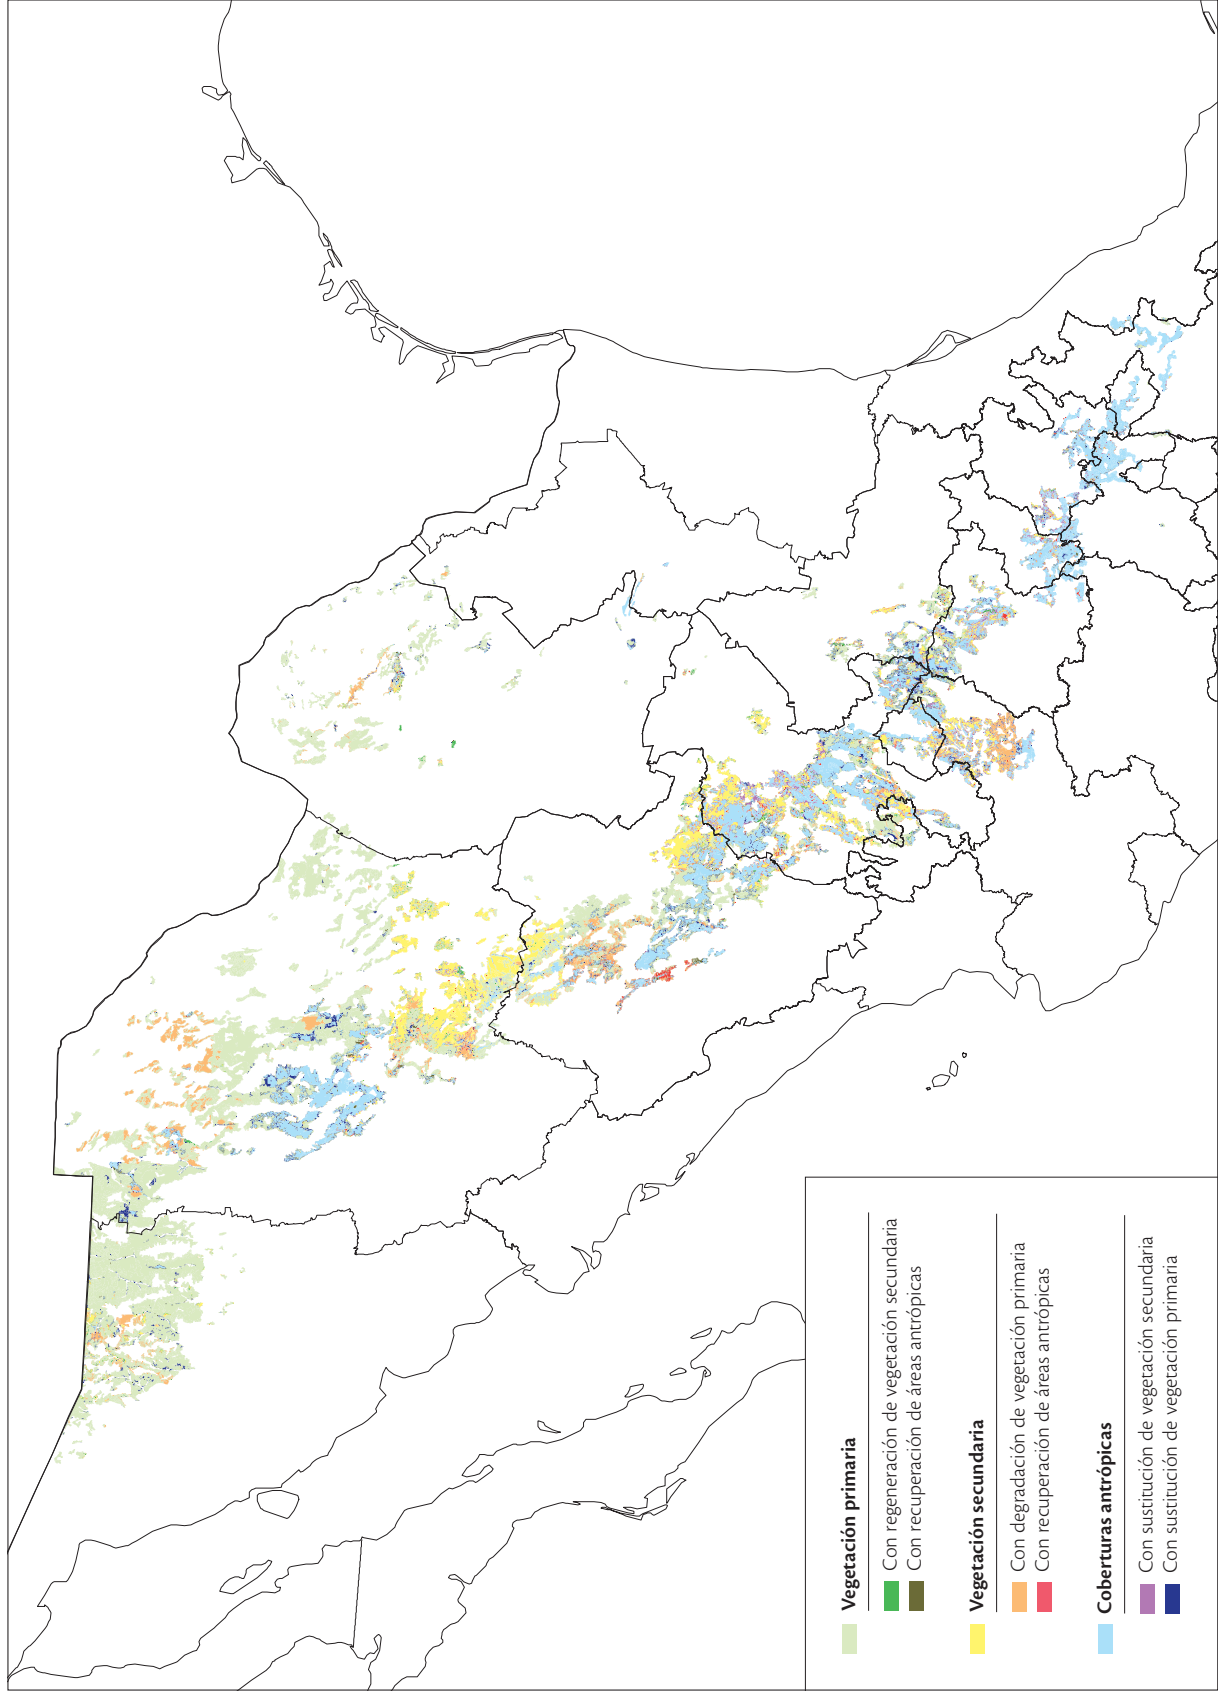 Vegetación primaria
Con regeneración de vegetación secundaria
Con recuperación de áreas antrópicas
Vegetación secundaria
Con degradación de vegetación primaria
Con recuperación de áreas antrópicas
Coberturas antrópicas
Con sustitución de vegetación secundaria
Con sustitución de vegetación primaria